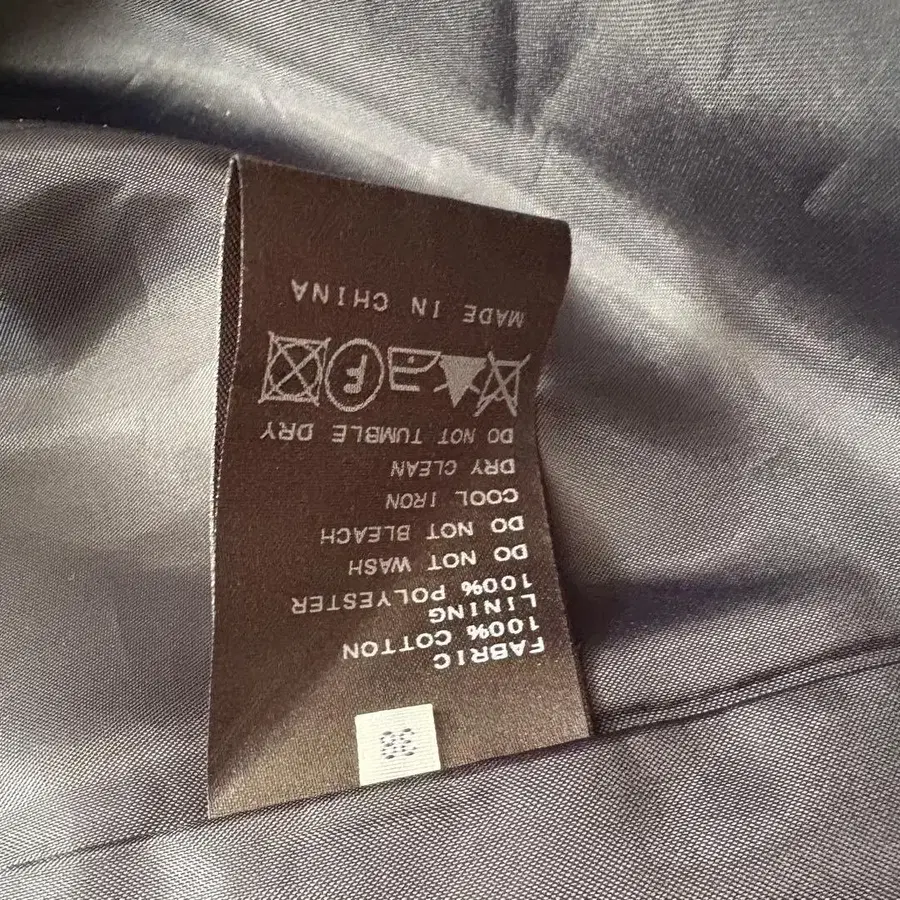 38
FABRIC
100% COTTON
LINING
100% POLYESTER
DO NOT WASH
DO NOT BLEACH
COOL IRON
DRY CLEAN
DO NOT TUMBLE DRY
F
MADE IN CHINA